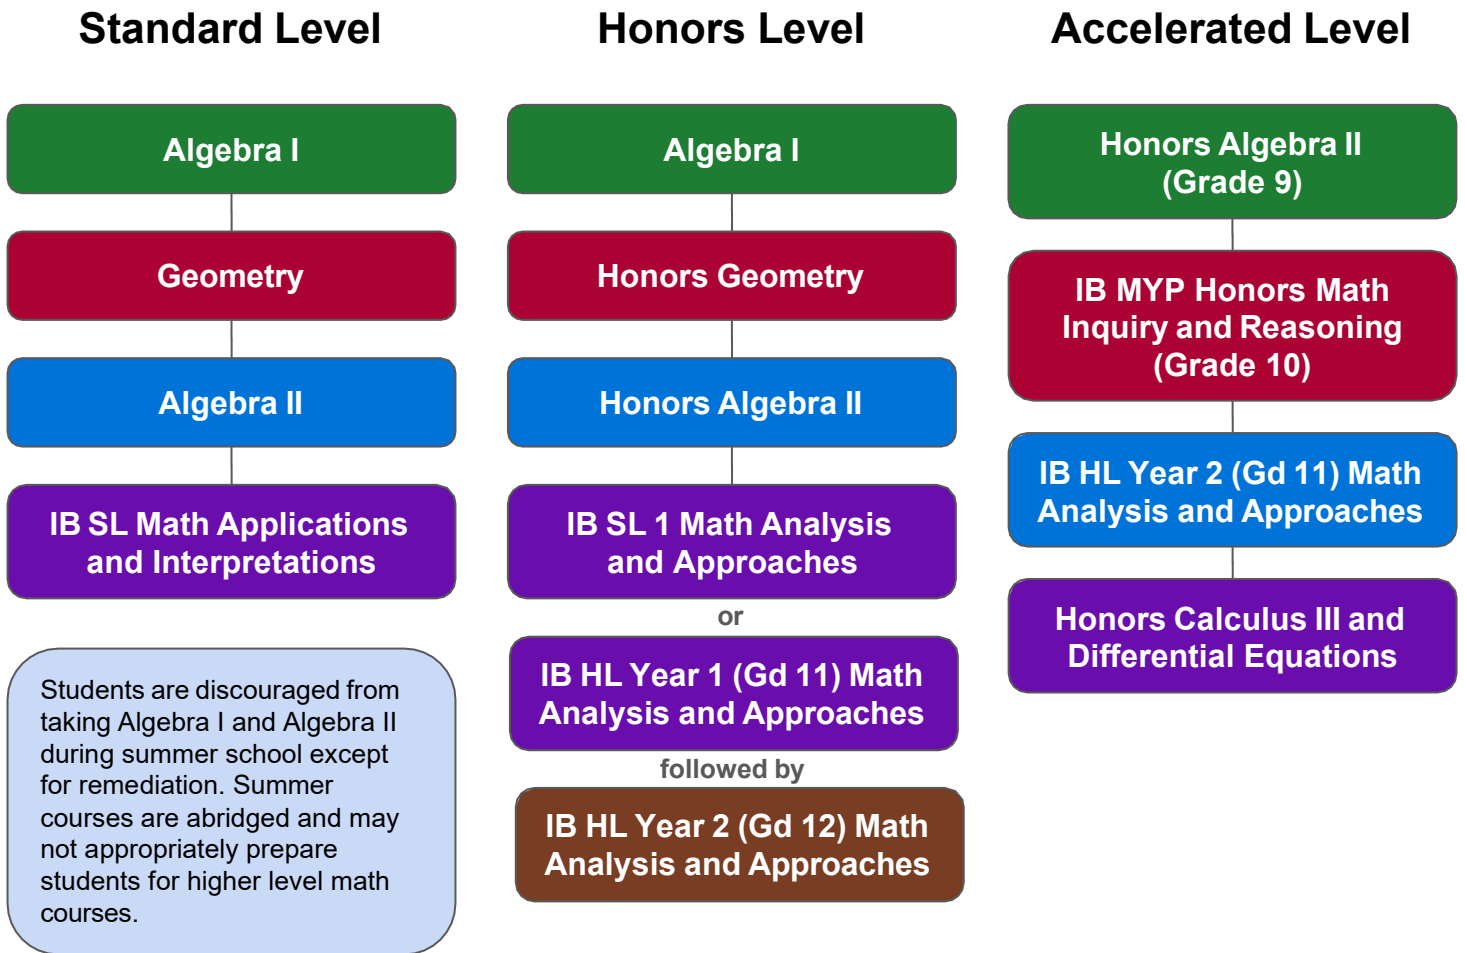 Standard Level
Algebra I
Geometry
Algebra II
IB SL Math Applications
and Interpretations
Students are discouraged from
taking Algebra I and Algebra II
during summer school except
for remediation. Summer
courses are abridged and may
not appropriately prepare
students for higher level math
courses.
Honors Level
Algebra I
Honors Geometry
Honors Algebra II
IB SL 1 Math Analysis
and Approaches
or
IB HL Year 1 (Gd 11) Math
Analysis and Approaches
followed by
IB HL Year 2 (Gd 12) Math
Analysis and Approaches
Accelerated Level
Honors Algebra II
(Grade 9)
IB MYP Honors Math
Inquiry and Reasoning
(Grade 10)
IB HL Year 2 (Gd 11) Math
Analysis and Approaches
Honors Calculus III and
Differential Equations